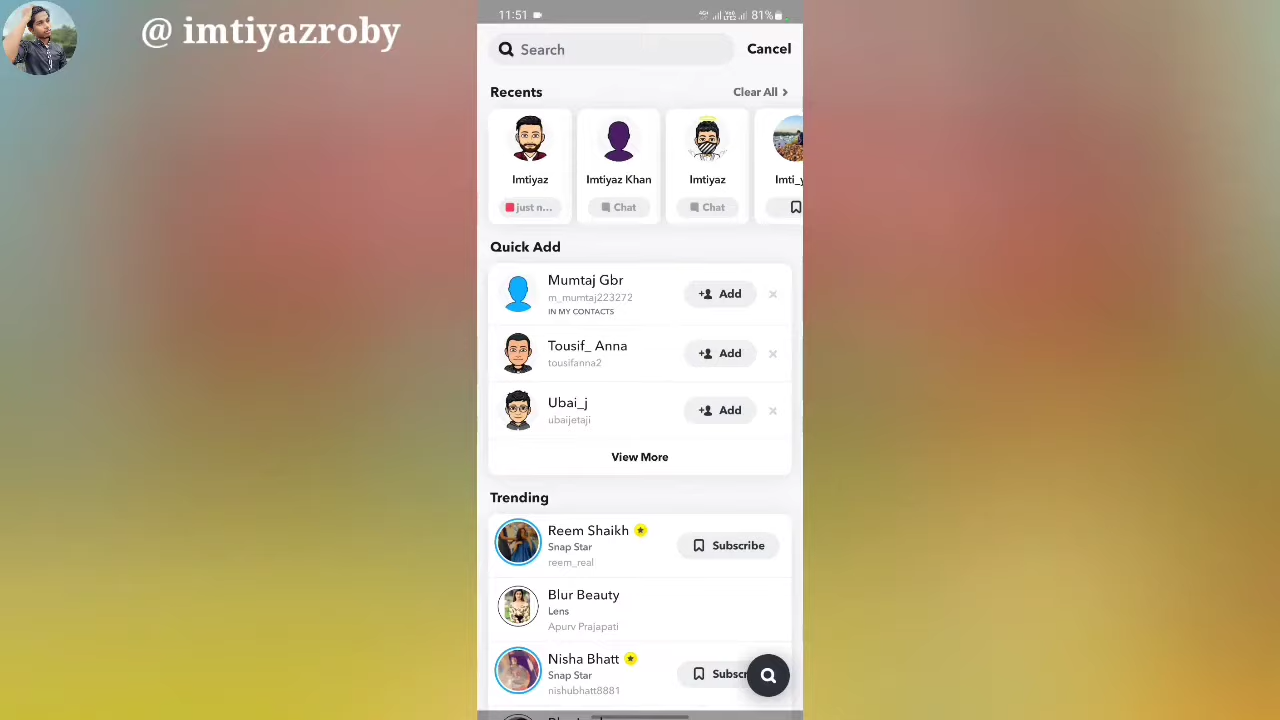 @ imtiyazroby
11:51
81%
Search
Cancel
Recents
Clear All
Imtiyaz
Imtiyaz Khan
Imtiyaz
Imti_y
just n...
Chat
Chat
Quick Add
Mumtaj Gbr
m_mumtaj223272
IN MY CONTACTS
Add
Tousif_ Anna
tousifanna2
Add
Ubai_j
ubaijetaji
Add
View More
Trending
Reem Shaikh
Snap Star
reem_real
Subscribe
Blur Beauty
Lens
Apurv Prajapati
Nisha Bhatt
Snap Star
nishubhatt8881
Subscr